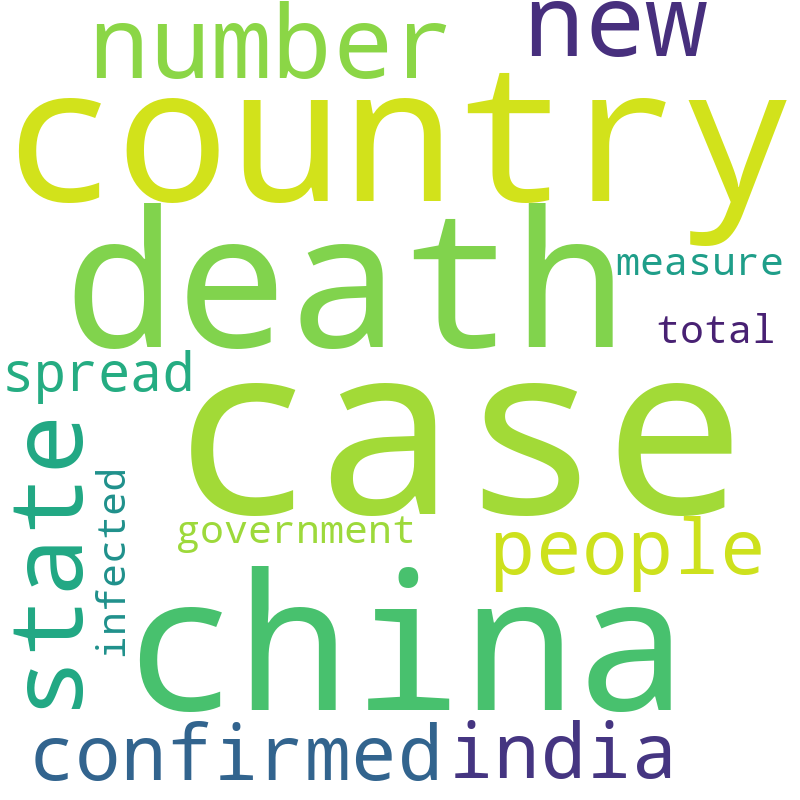 number new
country
death
measure
total
spread
case
state
infected
government
people
china
confirmed india